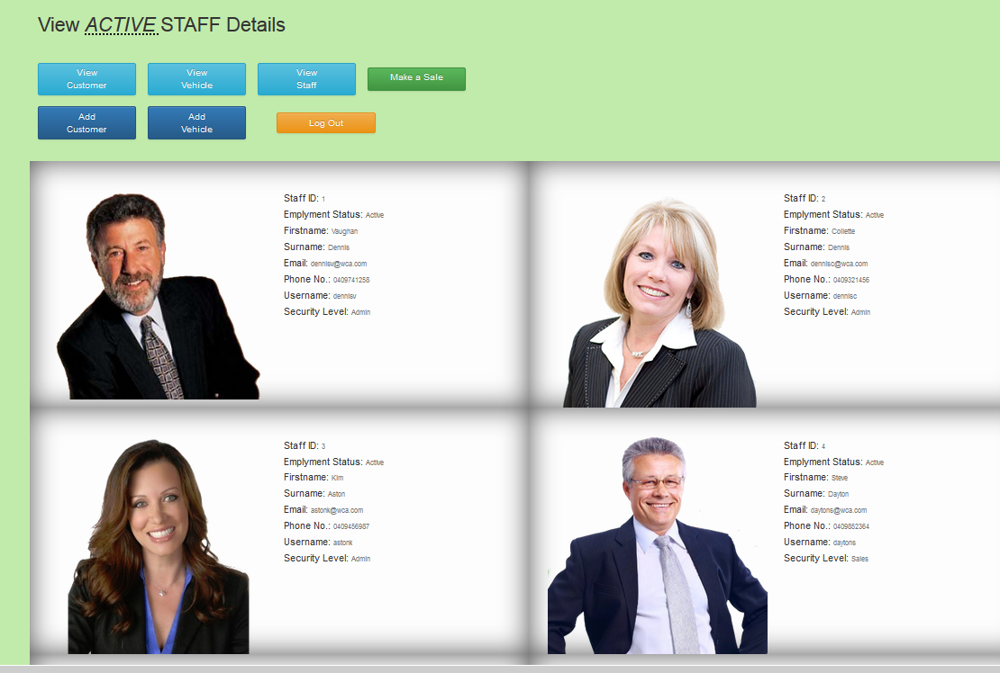 View ACTIVE STAFF Details
View
Customer
View
Vehicle
View
Staff
Make a Sale
Add
Customer
Add
Vehicle
Log Out
Staff ID: 1
Emplyment Status: Active
Firstname: Vaughan
Surname: Dennis
Email: dennisv@wca.com
Phone No.: 0409741258
Username: dennisv
Security Level: Admin
Staff ID: 2
Emplyment Status: Active
Firstname: Collette
Surname: Dennis
Email: dennisc@wca.com
Phone No.: 0409321456
Username: dennisc
Security Level: Admin
Staff ID: 3
Emplyment Status: Active
Firstname: Kim
Surname: Aston
Email: astonk@wca.com
Phone No.: 0409456987
Username: astonk
Security Level: Admin
Staff ID: 4
Emplyment Status: Active
Firstname: Steve
Surname: Dayton
Email: daytons@wca.com
Phone No.: 0409852364
Username: daytons
Security Level: Sales